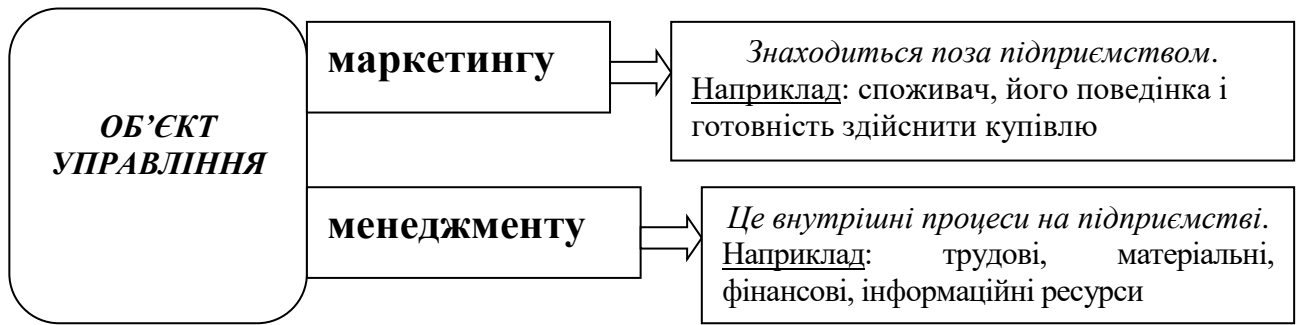 ОБ’ЄКТ
УПРАВЛІННЯ
маркетингу
Знаходиться поза підприємством.
Наприклад: споживач, його поведінка і
готовність здійснити купівлю
менеджменту
Це внутрішні процеси на підприємстві.
Наприклад: трудові, матеріальні,
фінансові, інформаційні ресурси